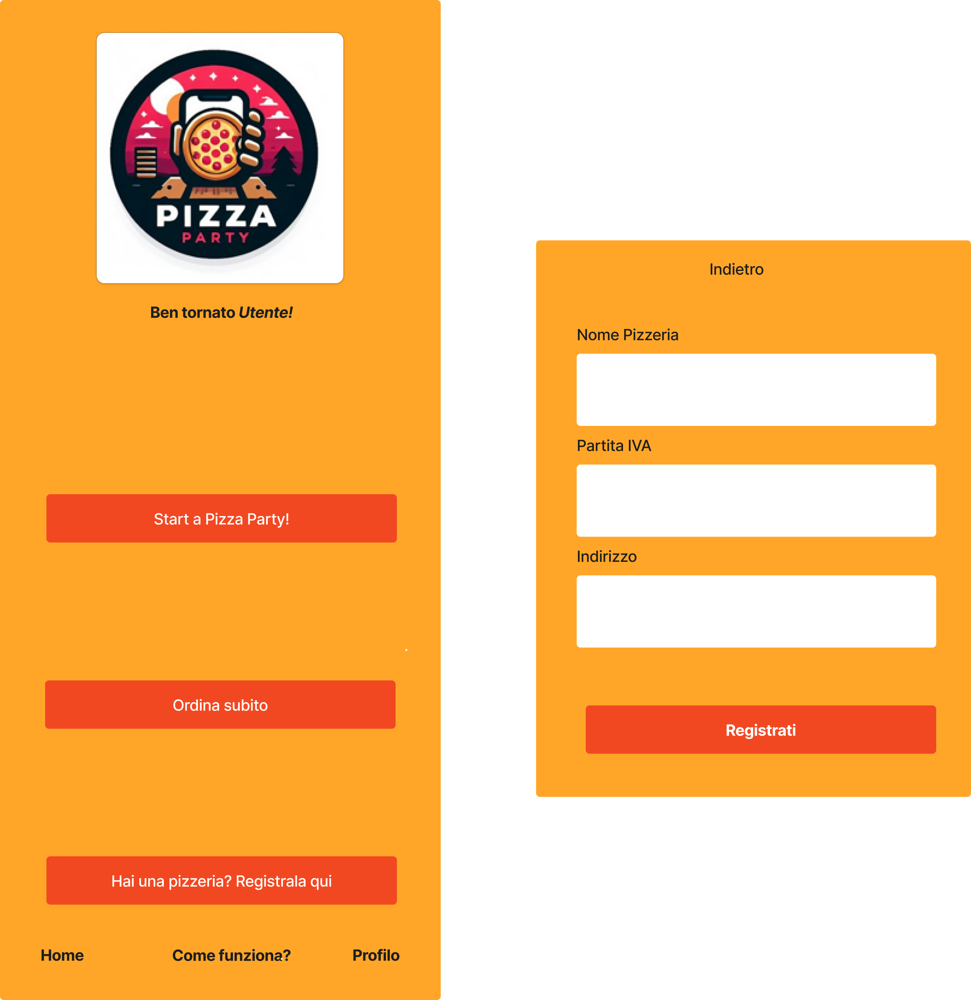 PIZZA
PARTY
Ben tornato Utente!
Start a Pizza Party!
Ordina subito
Hai una pizzeria? Registrala qui
Home
Come funziona?
Profilo
Indietro
Nome Pizzeria
Partita IVA
Indirizzo
Registrati